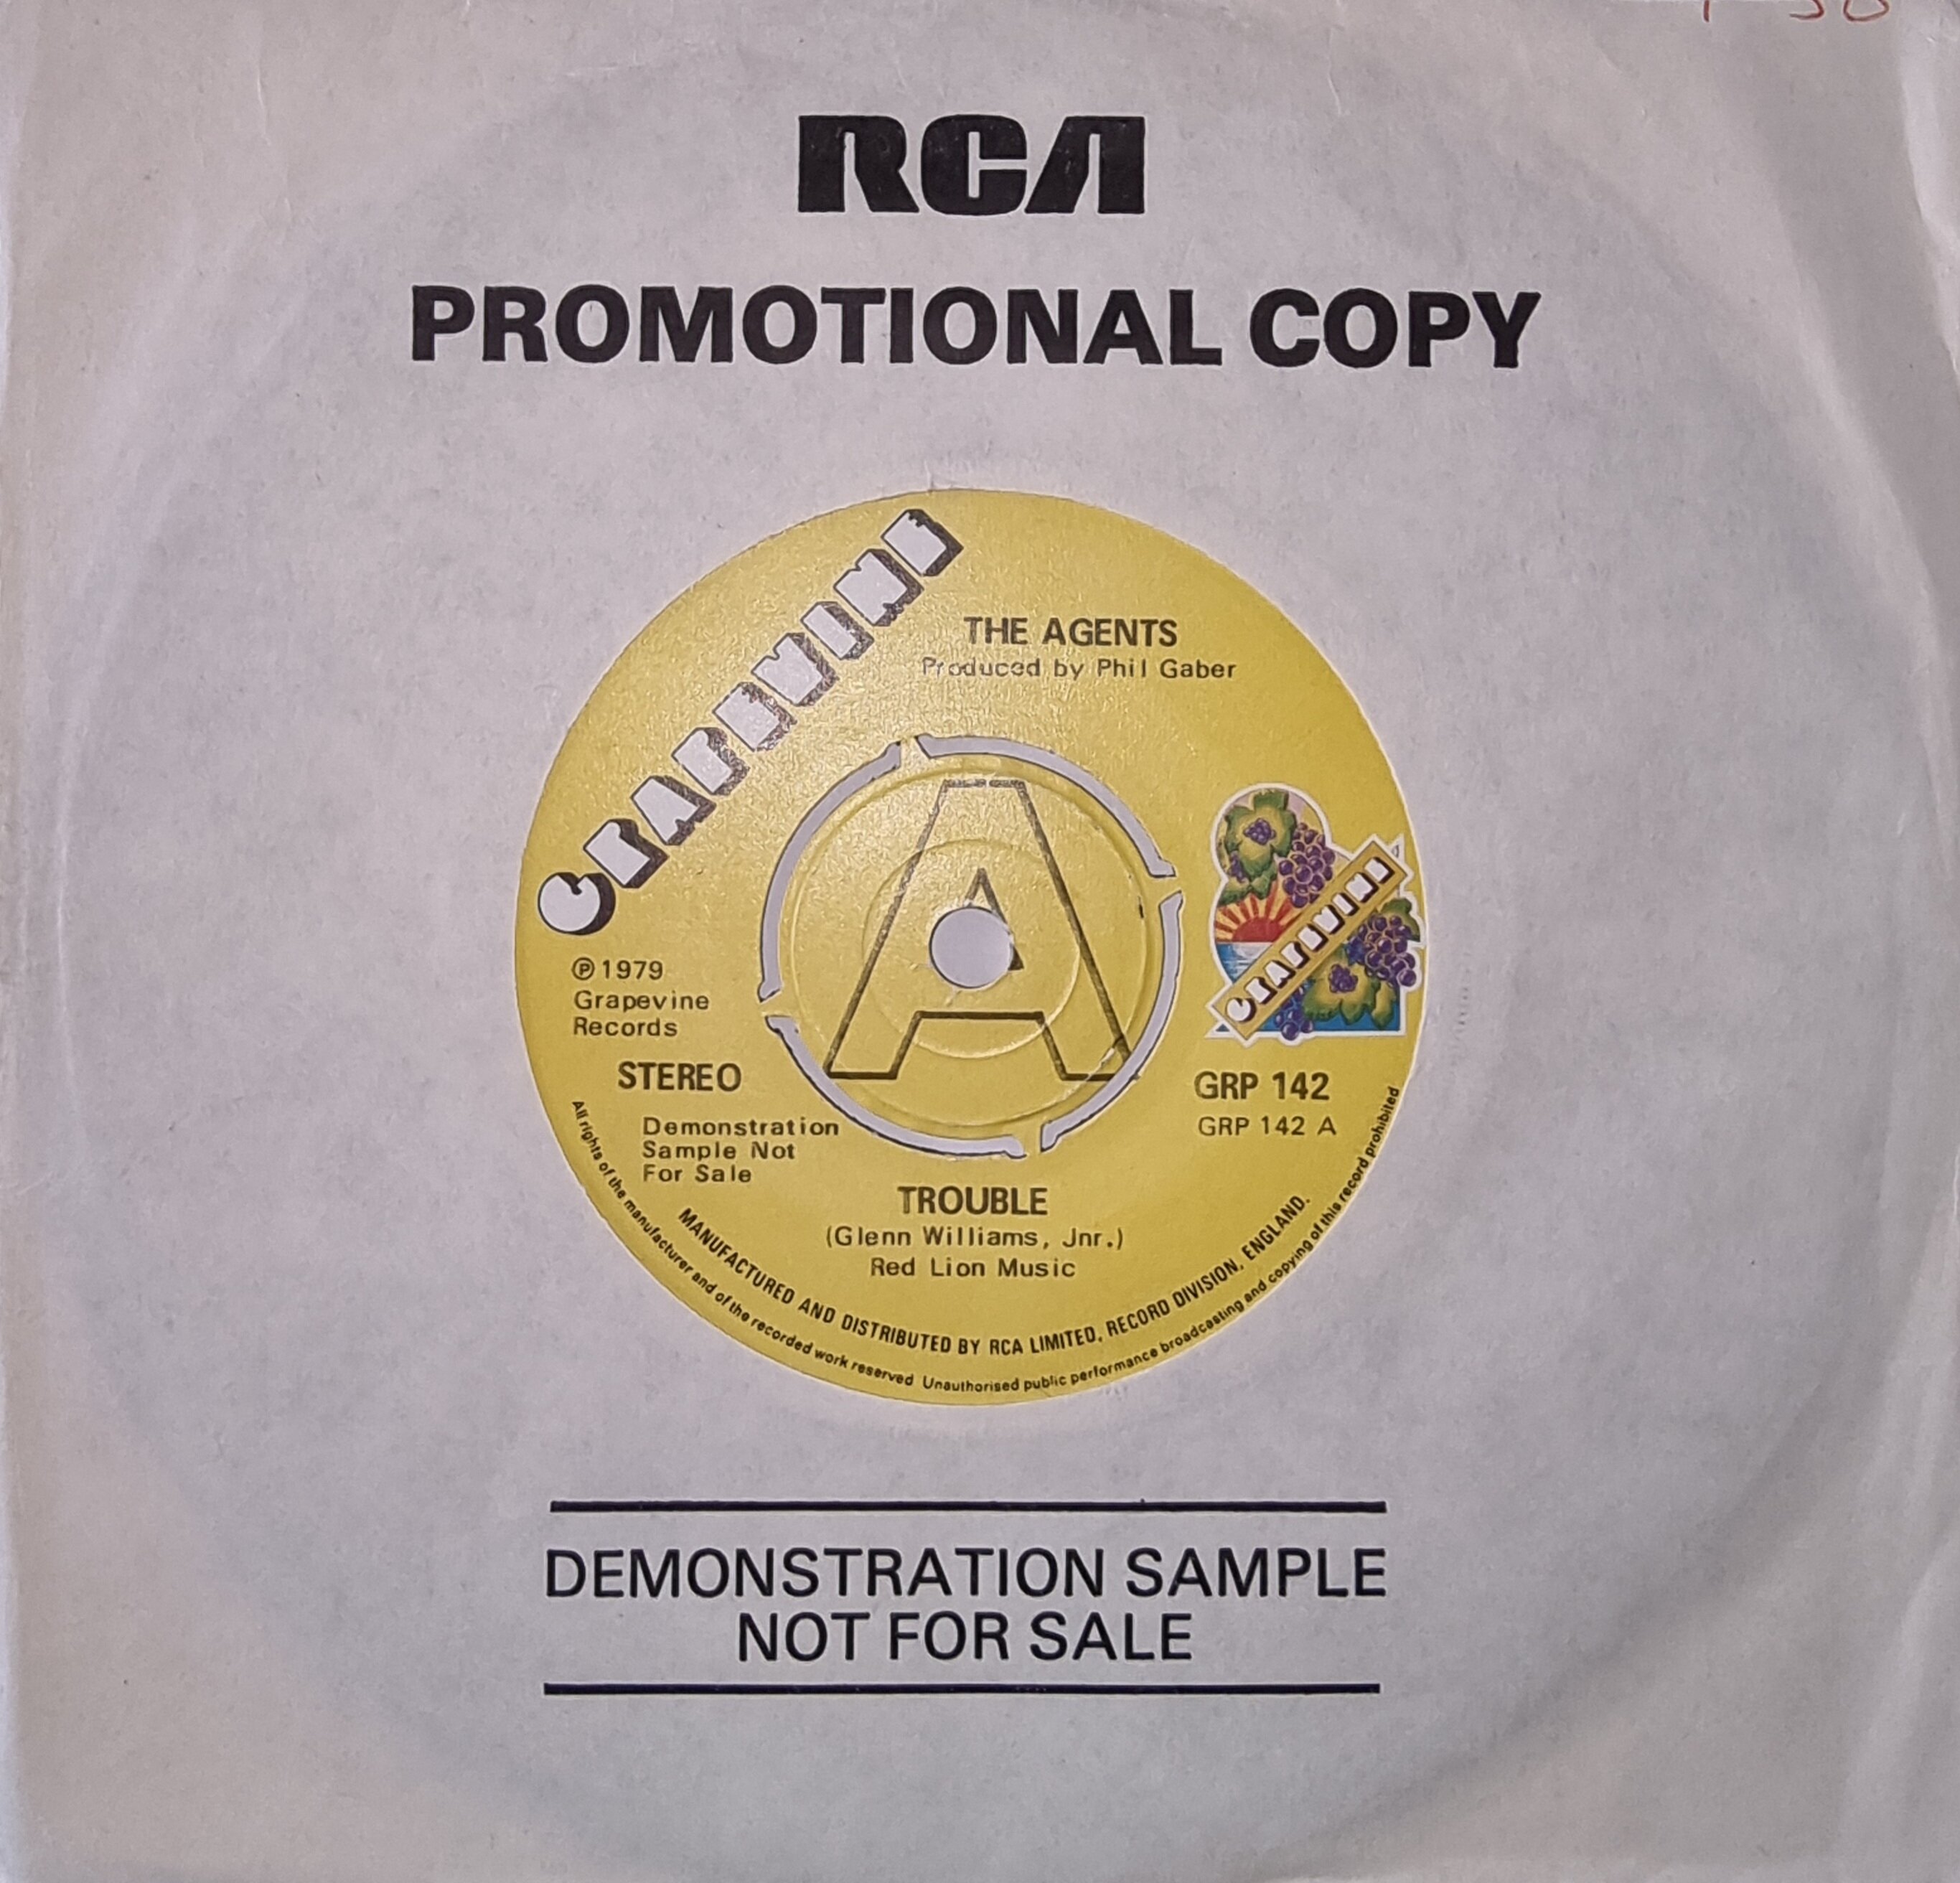 RCA
PROMOTIONAL COPY
GRAPEVINE
THE AGENTS
Produced by Phil Gaber
A
GRAPEVINE
℗ 1979
Grapevine
Records
STEREO
GRP 142
GRP 142 A
Demonstration
Sample Not
For Sale
TROUBLE
(Glenn Williams, Jnr.)
Red Lion Music
MANUFACTURED AND DISTRIBUTED BY RCA LIMITED, RECORD DIVISION, ENGLAND.
All rights of the manufacturer and of the recorded work reserved Unauthorised public performance broadcasting and copying of this record prohibited
DEMONSTRATION SAMPLE
NOT FOR SALE